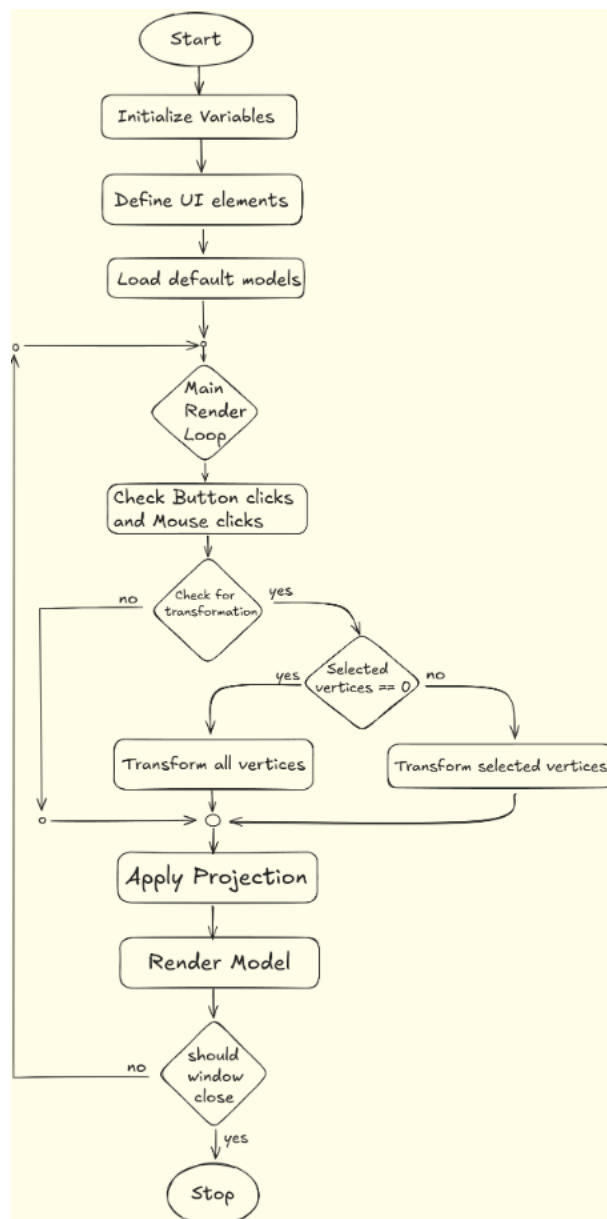 Start
Initialize Variables
Define UI elements
Load default models
Main
Render
Loop
Check Button clicks
and Mouse clicks
Check for
transformation
no
yes
Selected
vertices == 0
yes
no
Transform all vertices
Transform selected vertices
Apply Projection
Render Model
should
window
close
no
yes
Stop